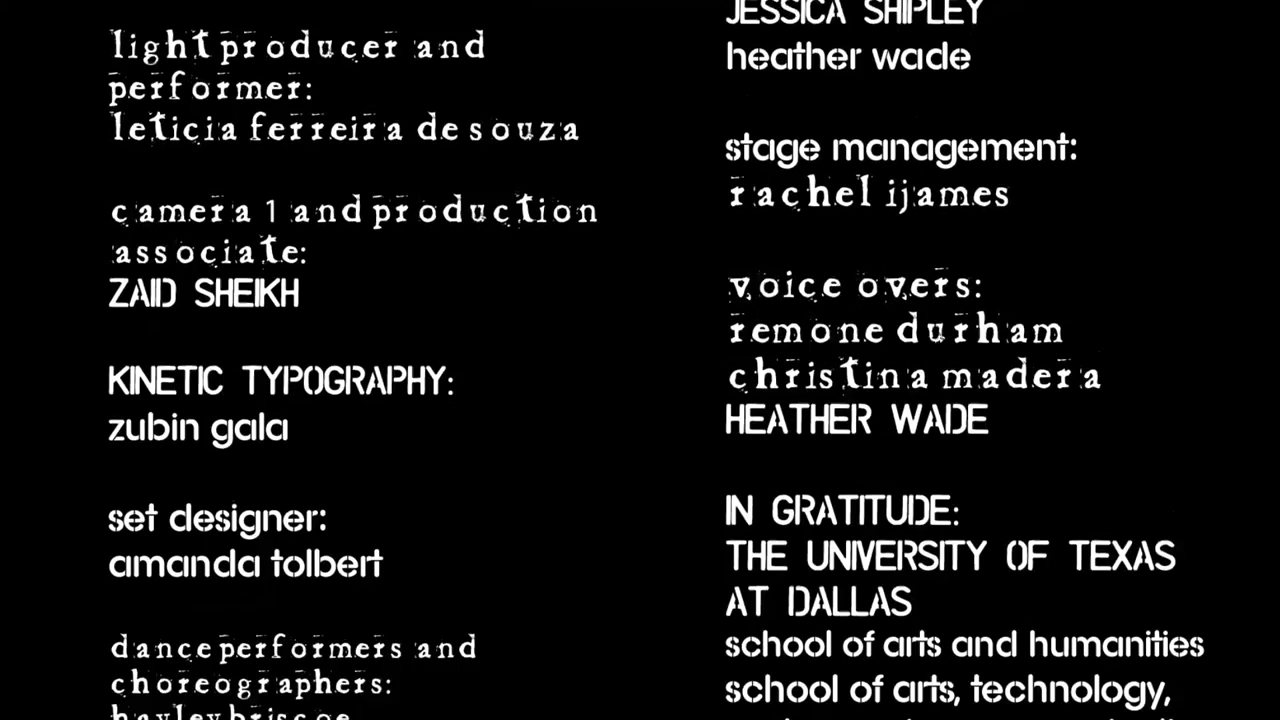 light producer and
performer:
leticia ferreira de souza
camera 1 and production
associate:
ZAID SHEIKH
KINETIC TYPOGRAPHY:
zubin gala
set designer:
amanda tolbert
dance performers and
choreographers:
hayley briscoe
JESSICA SHIPLEY
heather wade
stage management:
rachel ijames
voice overs:
remone durham
christina madera
HEATHER WADE
IN GRATITUDE:
THE UNIVERSITY OF TEXAS
AT DALLAS
school of arts and humanities
school of arts, technology,